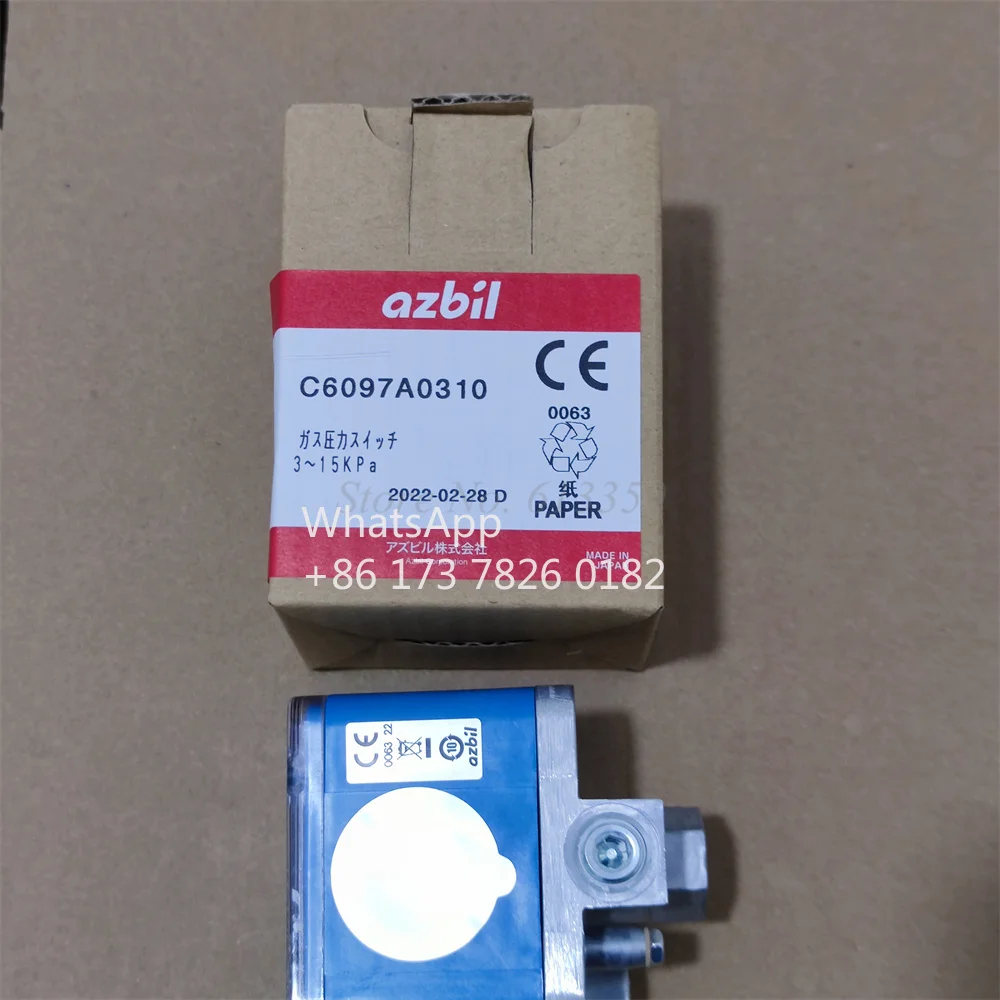 azbil
C6097A0310
CE
0063
ガス圧力スイッチ
3~15KPa
2022-02-28 D
纸
PAPER
WhatsApp
アズビル株式会社
MADE IN
JAPAN
+86 173 7826 0182
CE
0063 22
10
azbil